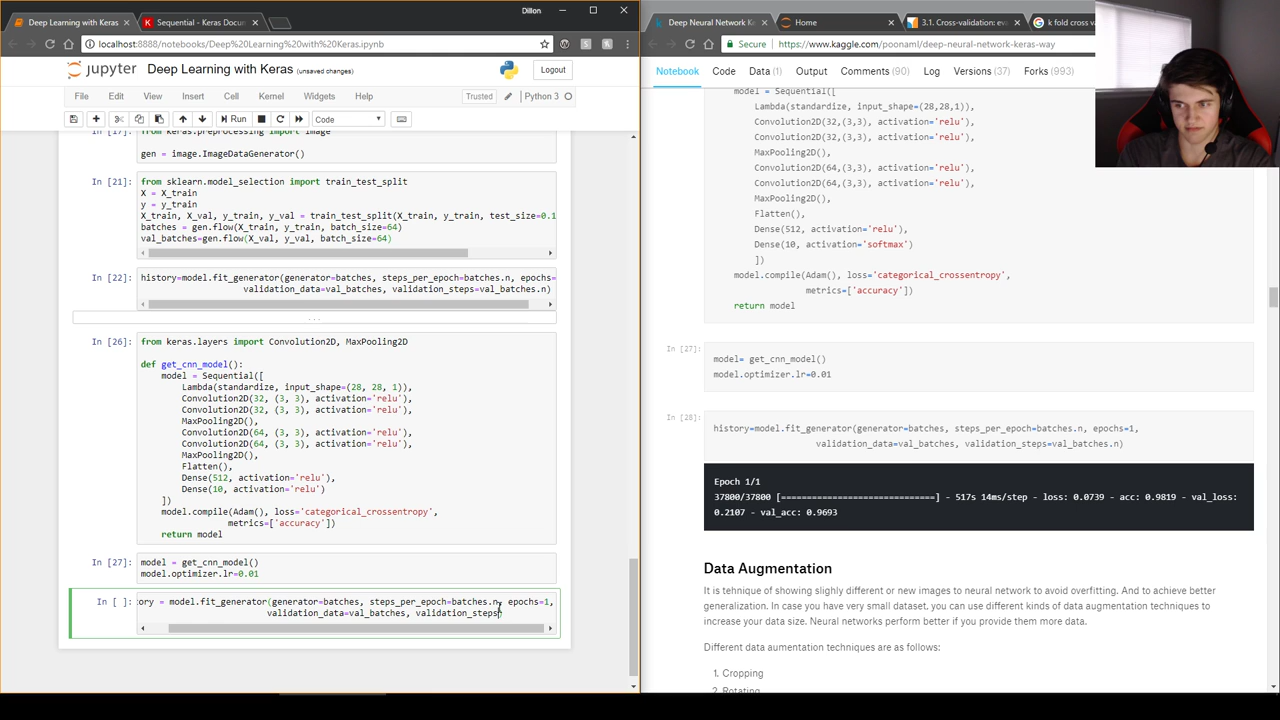 Dillon
Deep Learning with Keras
Sequential - Keras Docu
localhost:8888/notebooks/Deep%20Learning%20with%20Keras.ipynb
jupyter Deep Learning with Keras (unsaved changes)
Logout
File Edit View Insert Cell Kernel Widgets Help
Trusted
Python 3
Run
Code
In [17]:
from keras.preprocessing import image
gen = image.ImageDataGenerator()
In [21]:
from sklearn.model_selection import train_test_split
X = X_train
y = y_train
X_train, X_val, y_train, y_val = train_test_split(X_train, y_train, test_size=0.1
batches = gen.flow(X_train, y_train, batch_size=64)
val_batches=gen.flow(X_val, y_val, batch_size=64)
In [22]:
history=model.fit_generator(generator=batches, steps_per_epoch=batches.n, epochs=
validation_data=val_batches, validation_steps=val_batches.n)
...
In [26]:
from keras.layers import Convolution2D, MaxPooling2D
def get_cnn_model():
model = Sequential([
Lambda(standardize, input_shape=(28, 28, 1)),
Convolution2D(32, (3, 3), activation='relu'),
Convolution2D(32, (3, 3), activation='relu'),
MaxPooling2D(),
Convolution2D(64, (3, 3), activation='relu'),
Convolution2D(64, (3, 3), activation='relu'),
MaxPooling2D(),
Flatten(),
Dense(512, activation='relu'),
Dense(10, activation='relu')
])
model.compile(Adam(), loss='categorical_crossentropy',
metrics=['accuracy'])
return model
In [27]:
model = get_cnn_model()
model.optimizer.lr=0.01
In [ ]:
ory = model.fit_generator(generator=batches, steps_per_epoch=batches.n, epochs=1,
validation_data=val_batches, validation_steps
Deep Neural Network K
Home
3.1. Cross-validation: ev
k fold cross va
Secure
https://www.kaggle.com/poonaml/deep-neural-network-keras-way
Notebook Code Data (1) Output Comments (90) Log Versions (37) Forks (993)
model = Sequential([
Lambda(standardize, input_shape=(28,28,1)),
Convolution2D(32,(3,3), activation='relu'),
Convolution2D(32,(3,3), activation='relu'),
MaxPooling2D(),
Convolution2D(64,(3,3), activation='relu'),
Convolution2D(64,(3,3), activation='relu'),
MaxPooling2D(),
Flatten(),
Dense(512, activation='relu'),
Dense(10, activation='softmax')
])
model.compile(Adam(), loss='categorical_crossentropy',
metrics=['accuracy'])
return model
In [27]:
model= get_cnn_model()
model.optimizer.lr=0.01
In [28]:
history=model.fit_generator(generator=batches, steps_per_epoch=batches.n, epochs=1,
validation_data=val_batches, validation_steps=val_batches.n)
Epoch 1/1
37800/37800 [==============================] - 517s 14ms/step - loss: 0.0739 - acc: 0.9819 - val_loss:
0.2107 - val_acc: 0.9693
Data Augmentation
It is tehnique of showing slighly different or new images to neural network to avoid overfitting. And to achieve better
generalization. In case you have very small dataset, you can use different kinds of data augmentation techniques to
increase your data size. Neural networks perform better if you provide them more data.
Different data aumentation techniques are as follows:
1. Cropping
2. Rotating